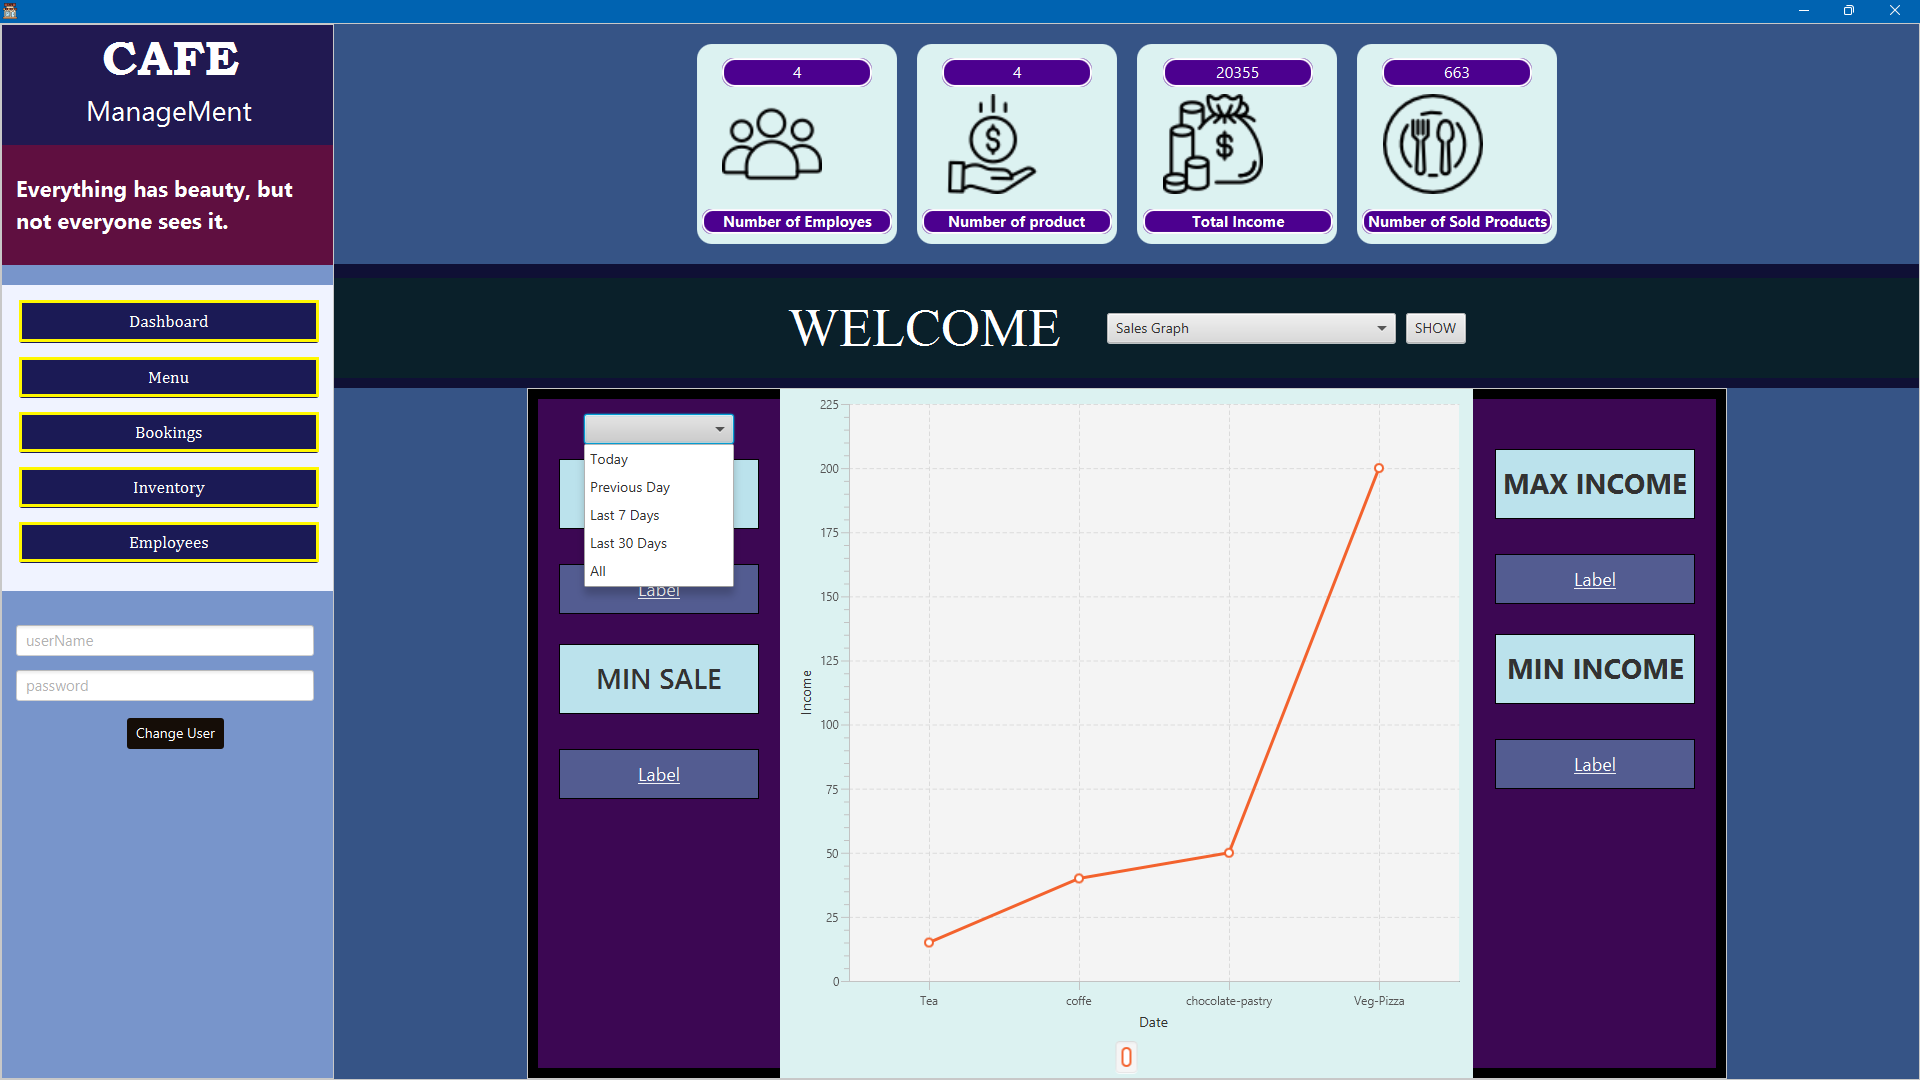 CAFE
ManageMent
Everything has beauty, but
not everyone sees it.
Dashboard
Menu
Bookings
Inventory
Employees
userName
password
Change User
4
Number of Employes
4
Number of product
20355
Total Income
663
Number of Sold Products
WELCOME
Sales Graph
SHOW
Today
Previous Day
Last 7 Days
Last 30 Days
All
Label
MIN SALE
Label
225
200
175
150
125
100
75
50
25
0
Income
Tea
coffe
chocolate-pastry
Veg-Pizza
Date
MAX INCOME
Label
MIN INCOME
Label